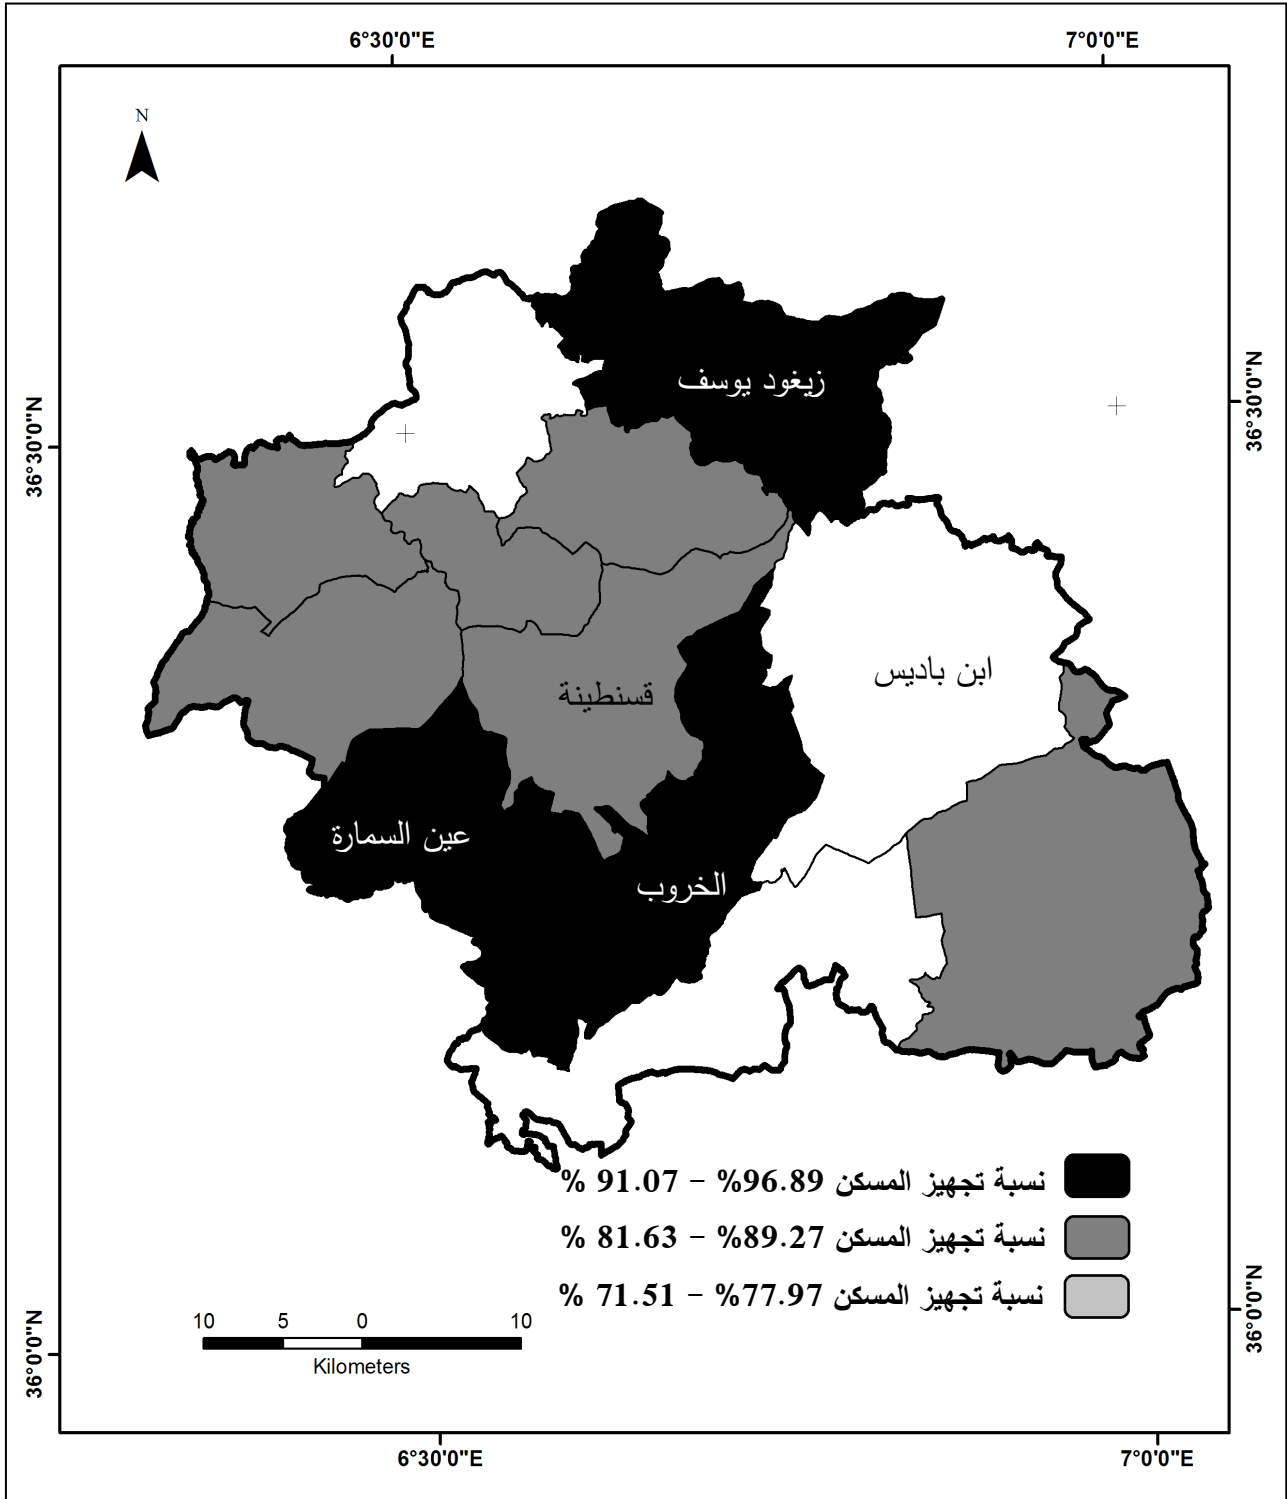 6°30'0"E
7°0'0"E
N
زيغود يوسف
36°30'0"N
36°30'0"N
ابن باديس
قسنطينة
عين السمارة
الخروب
نسبة تجهيز المسكن 96.89% - 91.07 %
نسبة تجهيز المسكن 89.27% - 81.63 %
نسبة تجهيز المسكن 77.97% - 71.51 %
10 5 0 10
Kilometers
36°0'0"N
36°0'0"N
6°30'0"E
7°0'0"E